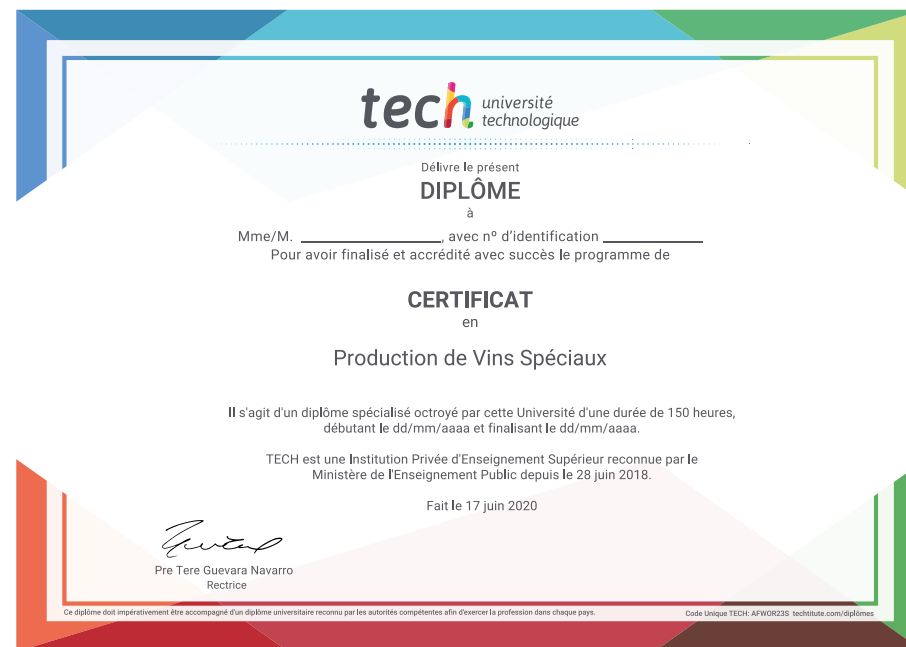 tech université
technologique
Délivre le présent
DIPLÔME
à
Mme/M. ____________________, avec nº d'identification ______________
Pour avoir finalisé et accrédité avec succès le programme de
CERTIFICAT
en
Production de Vins Spéciaux
Il s'agit d'un diplôme spécialisé octroyé par cette Université d'une durée de 150 heures,
débutant le dd/mm/aaaa et finalisant le dd/mm/aaaa.
TECH est une Institution Privée d'Enseignement Supérieur reconnue par le
Ministère de l'Enseignement Public depuis le 28 juin 2018.
Fait le 17 juin 2020
Pre Tere Guevara Navarro
Rectrice
Ce diplôme doit impérativement être accompagné d'un diplôme universitaire reconnu par les autorités compétentes afin d'exercer la profession dans chaque pays.
Code Unique TECH: AFWOR23S techtitute.com/diplômes